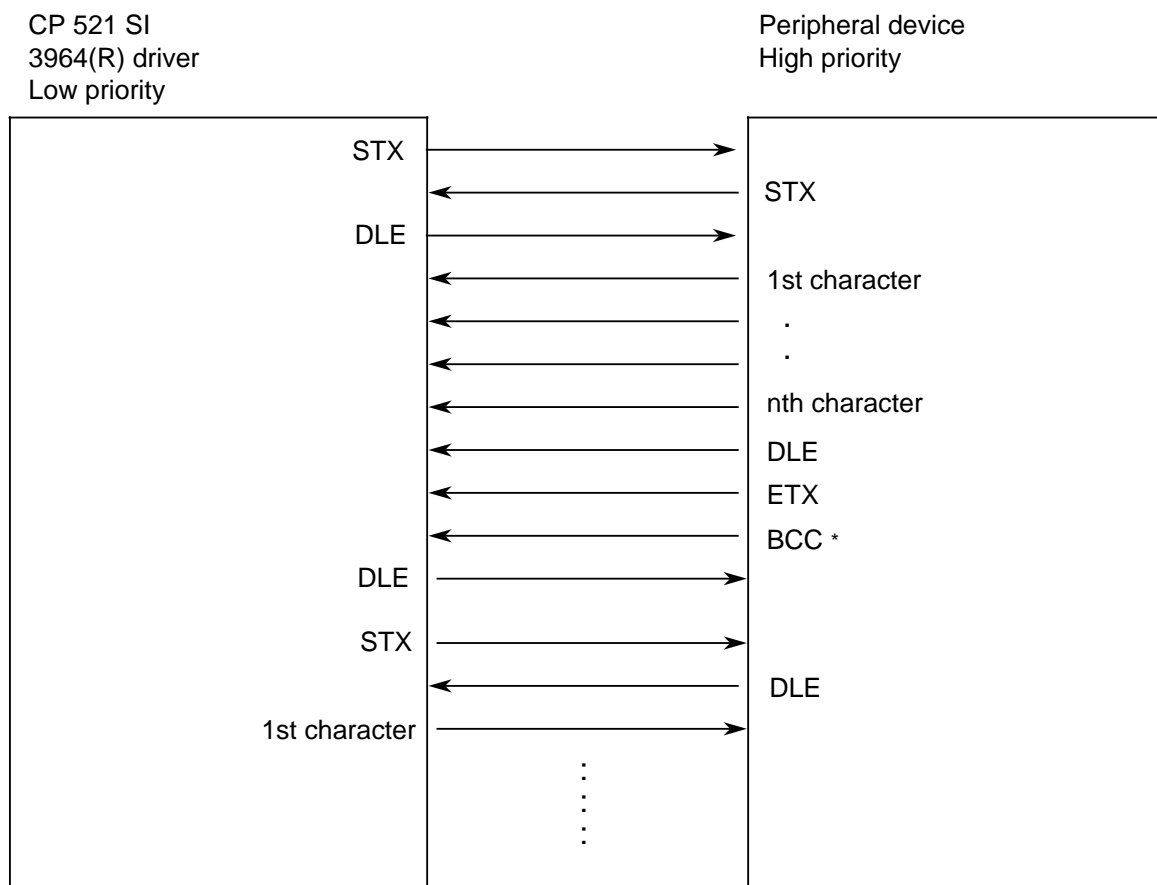 CP 521 SI
3964(R) driver
Low priority
Peripheral device
High priority
STX
STX
DLE
1st character
.
.
nth character
DLE
ETX
BCC *
DLE
STX
DLE
1st character